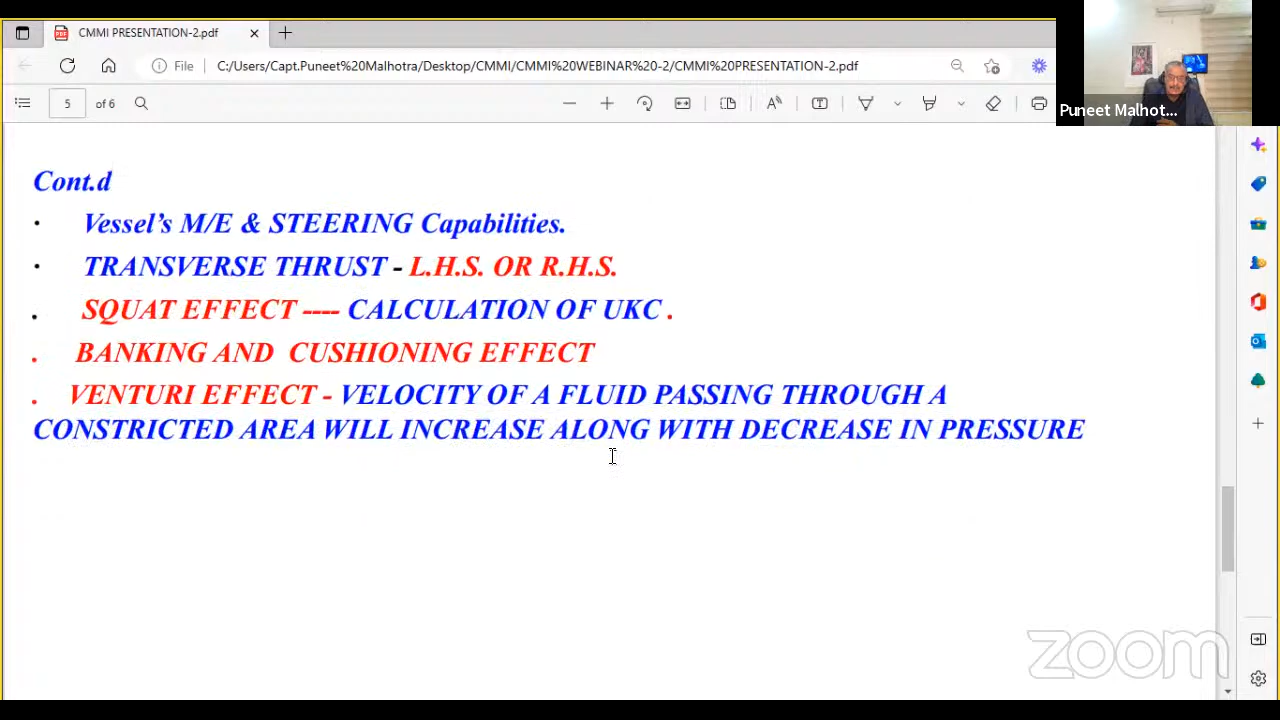 CMMI PRESENTATION-2.pdf
File C:/Users/Capt.Puneet%20Malhotra/Desktop/CMMI/CMMI%20WEBINAR%20-2/CMMI%20PRESENTATION-2.pdf
5 of 6
Puneet Malhot...
Cont.d
· Vessel's M/E & STEERING Capabilities.
· TRANSVERSE THRUST - L.H.S. OR R.H.S.
. SQUAT EFFECT ---- CALCULATION OF UKC .
. BANKING AND CUSHIONING EFFECT
. VENTURI EFFECT - VELOCITY OF A FLUID PASSING THROUGH A
CONSTRICTED AREA WILL INCREASE ALONG WITH DECREASE IN PRESSURE
zoom